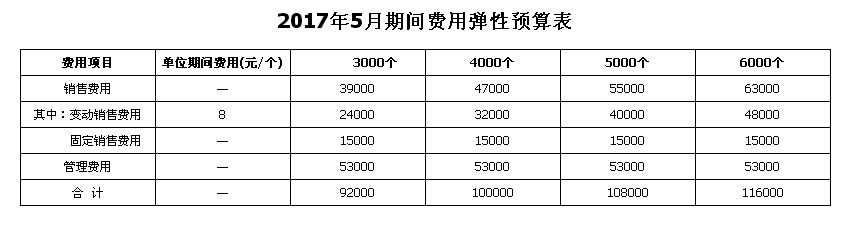 2017年5月期间费用弹性预算表
费用项目 单位期间费用(元/个) 3000个 4000个 5000个 6000个
销售费用 — 39000 47000 55000 63000
其中：变动销售费用 8 24000 32000 40000 48000
固定销售费用 — 15000 15000 15000 15000
管理费用 — 53000 53000 53000 53000
合 计 — 92000 100000 108000 116000